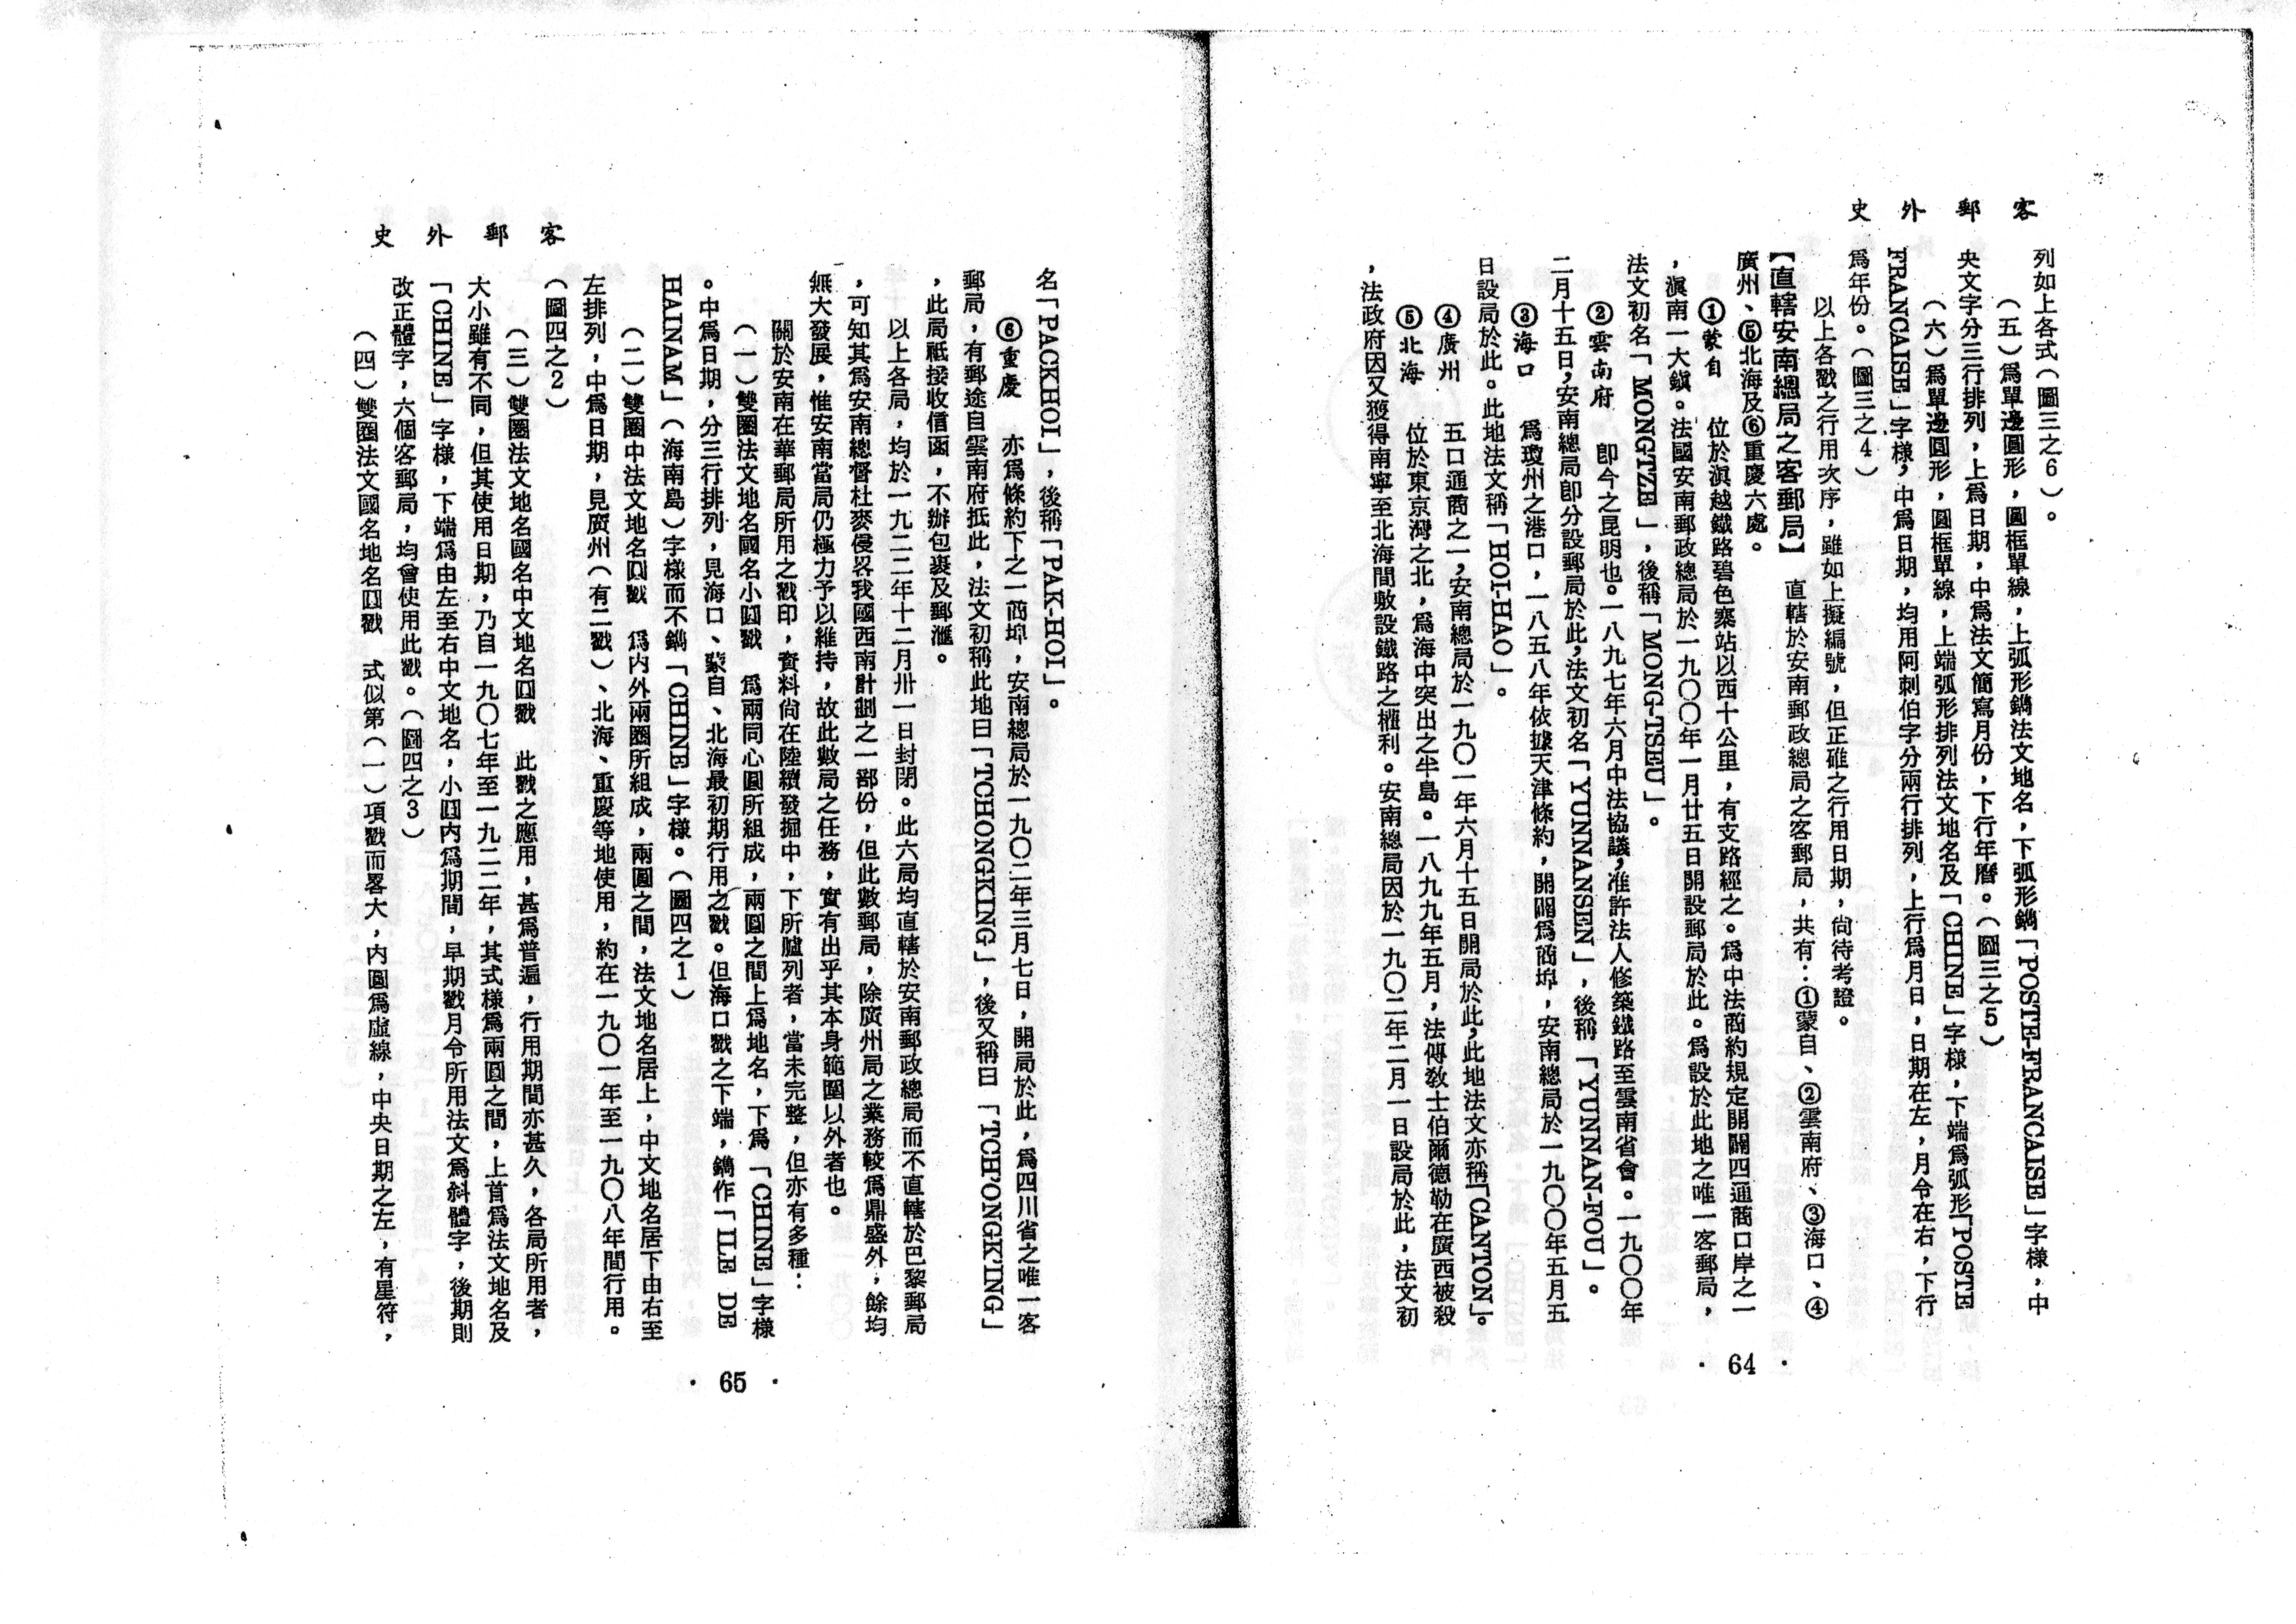 客郵外史
列如上各式（圖三之6）。
（五）爲單邊圓形，圓框單線，上弧形鐫法文地名，下弧形鐫「POSTE-FRANCAISE」字樣，中
央文字分三行排列，上爲日期，中爲法文簡寫月份，下行年曆。（圖三之5）
（六）爲單邊圓形，圓框單線，上端弧形排列法文地名及「CHINE」字樣，下端爲弧形「POSTE
FRANCAISE」字樣，中爲日期，均用阿刺伯字分兩行排列，上行爲月日，日期在左，月令在右，下行
爲年份。（圖三之4）
以上各戳之行用次序，雖如上擬編號，但正確之行用日期，尙待考證。
【直轄安南總局之客郵局】　直轄於安南郵政總局之客郵局，共有：①蒙自、②雲南府、③海口、④
廣州、⑤北海及⑥重慶六處。
①蒙自　位於滇越鐵路碧色寨站以西十公里，有支路經之。爲中法商約規定開闢四通商口岸之一
，滇南一大鎭。法國安南郵政總局於一九〇〇年一月廿五日開設郵局於此。爲設於此地之唯一客郵局，
法文初名「MONGTZE」，後稱「MONG-TSEU」。
②雲南府　卽今之昆明也。一八九七年六月中法協議，准許法人修築鐵路至雲南省會。一九〇〇年
二月十五日，安南總局卽分設郵局於此，法文初名「YUNNANSEN」，後稱「YUNNAN-FOU」。
③海口　爲瓊州之港口，一八五八年依據天津條約，開闢爲商埠，安南總局於一九〇〇年五月五
日設局於此。此地法文稱「HOI-HAO」。
④廣州　五口通商之一，安南總局於一九〇一年六月十五日開局於此，此地法文亦稱「CANTON」。
⑤北海　位於東京灣之北，爲海中突出之半島。一八九九年五月，法傳敎士伯爾德勒在廣西被殺
，法政府因又獲得南寧至北海間敷設鐵路之權利。安南總局因於一九〇二年二月一日設局於此，法文初
· 64 ·
客郵外史
名「PACKHOI」，後稱「PAK-HOI」。
⑥重慶　亦爲條約下之一商埠，安南總局於一九〇二年三月七日，開局於此，爲四川省之唯一客
郵局，有郵途自雲南府抵此，法文初稱此地曰「TCHONGKING」，後又稱曰「TCH'ONGK'ING」
，此局祗接收信函，不辦包裹及郵滙。
以上各局，均於一九二二年十二月卅一日封閉。此六局均直轄於安南郵政總局而不直轄於巴黎郵局
，可知其爲安南總督杜麥侵畧我國西南計劃之一部份，但此數郵局，除廣州局之業務較爲鼎盛外，餘均
無大發展，惟安南當局仍極力予以維持，故此數局之任務，實有出乎其本身範圍以外者也。
關於安南在華郵局所用之戳印，資料尙在陸續發掘中，下所臚列者，當未完整，但亦有多種：
（一）雙圈法文地名國名小圓戳　爲兩同心圓所組成，兩圓之間上爲地名，下爲「CHINE」字樣
。中爲日期，分三行排列，見海口、蒙自、北海最初期行用之戳。但海口戳之下端，鐫作「ILE DE
HAINAM」（海南島）字樣而不鐫「CHINE」字樣。（圖四之1）
（二）雙圈中法文地名圓戳　爲內外兩圈所組成，兩圓之間，法文地名居上，中文地名居下由右至
左排列，中爲日期，見廣州（有二戳）、北海、重慶等地使用，約在一九〇一年至一九〇八年間行用。
（圖四之2）
（三）雙圈法文地名國名中文地名圓戳　此戳之應用，甚爲普遍，行用期間亦甚久，各局所用者，
大小雖有不同，但其使用日期，乃自一九〇七年至一九二二年，其式樣爲兩圓之間，上首爲法文地名及
「CHINE」字樣，下端爲由左至右中文地名，小圓內爲期間，早期戳月令所用法文爲斜體字，後期則
改正體字，六個客郵局，均曾使用此戳。（圖四之3）
（四）雙圈法文國名地名圓戳　式似第（一）項戳而畧大，內圓爲虛線，中央日期之左，有星符，
· 65 ·